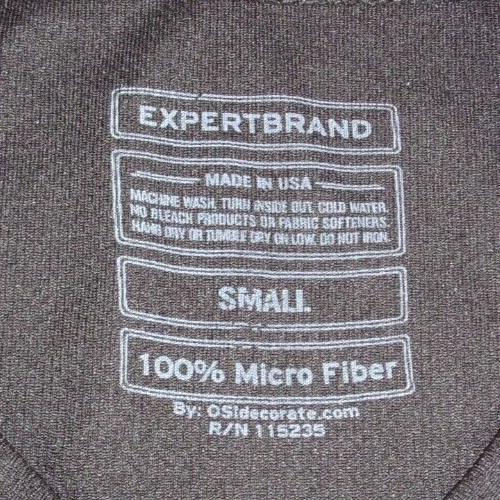 EXPERTBRAND
MADE IN USA
MACHINE WASH, TURN INSIDE OUT, COLD WATER,
NO BLEACH PRODUCTS OR FABRIC SOFTENERS.
HANG DRY OR TUMBLE DRY ON LOW. DO NOT IRON.
SMALL
100% Micro Fiber
By: OSIdecorate.com
R/N 115235